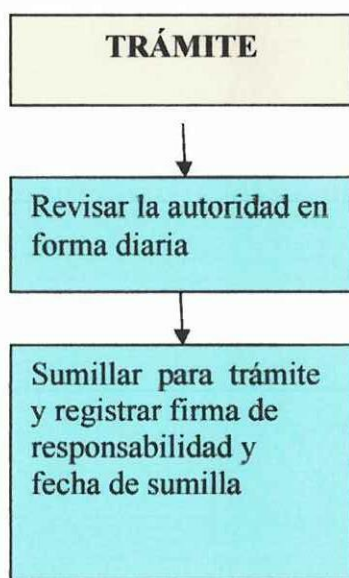 TRÁMITE
Revisar la autoridad en
forma diaria
Sumillar para trámite
y registrar firma de
responsabilidad y
fecha de sumilla